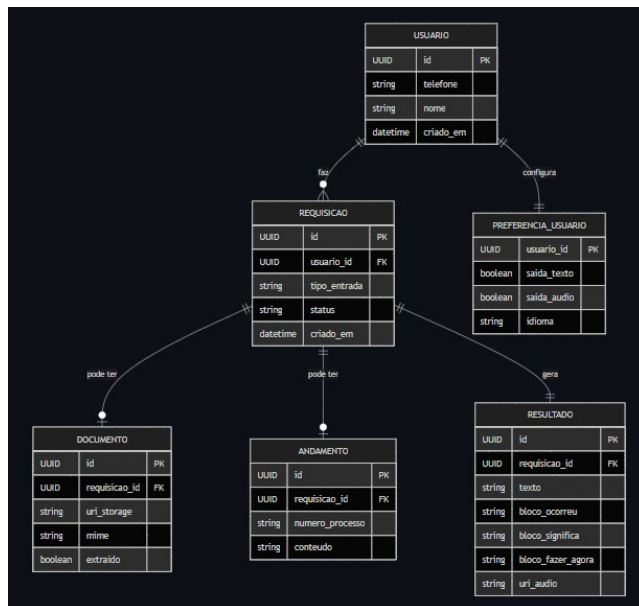 USUARIO
UUID id PK
string telefone
string nome
datetime criado_em
faz
configura
REQUISICAO
UUID id PK
UUID usuario_id FK
string tipo_entrada
string status
datetime criado_em
PREFERENCIA_USUARIO
UUID usuario_id PK
boolean saida_texto
boolean saida_audio
string idioma
pode ter
pode ter
gera
DOCUMENTO
UUID id PK
UUID requisicao_id FK
string uri_storage
string mime
boolean extraido
ANDAMENTO
UUID id PK
UUID requisicao_id FK
string numero_processo
string conteudo
RESULTADO
UUID id PK
UUID requisicao_id FK
string texto
string bloco_ocorreu
string bloco_significa
string bloco_fazer_agora
string uri_audio